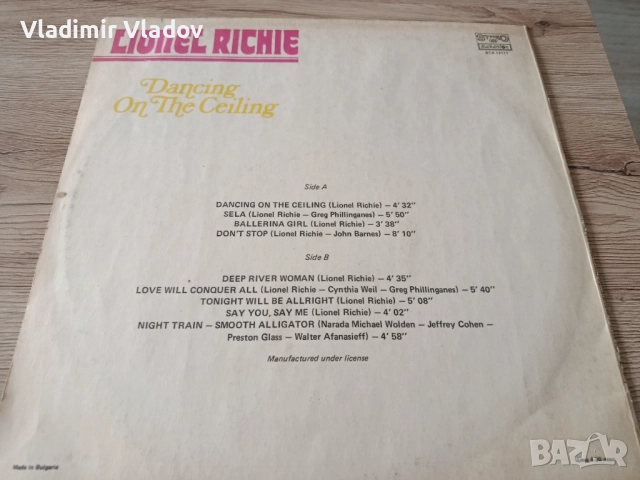 Vladimir Vladov
LIONEL RICHIE
Dancing
On The Ceiling
Side A
DANCING ON THE CEILING (Lionel Richie) — 4' 32"
SELA (Lionel Richie — Greg Phillinganes) — 5' 50"
BALLERINA GIRL (Lionel Richie) — 3' 38"
DON'T STOP (Lionel Richie — John Barnes) — 8' 10"
Side B
DEEP RIVER WOMAN (Lionel Richie) — 4' 35"
LOVE WILL CONQUER ALL (Lionel Richie — Cynthia Weil — Greg Phillinganes) — 5' 40"
TONIGHT WILL BE ALLRIGHT (Lionel Richie) — 5' 08"
SAY YOU, SAY ME (Lionel Richie) — 4' 02"
NIGHT TRAIN — SMOOTH ALLIGATOR (Narada Michael Wolden — Jeffrey Cohen —
Preston Glass — Walter Afanasieff) — 4' 58"
Manufactured under license
Made in Bulgaria
BAZAR